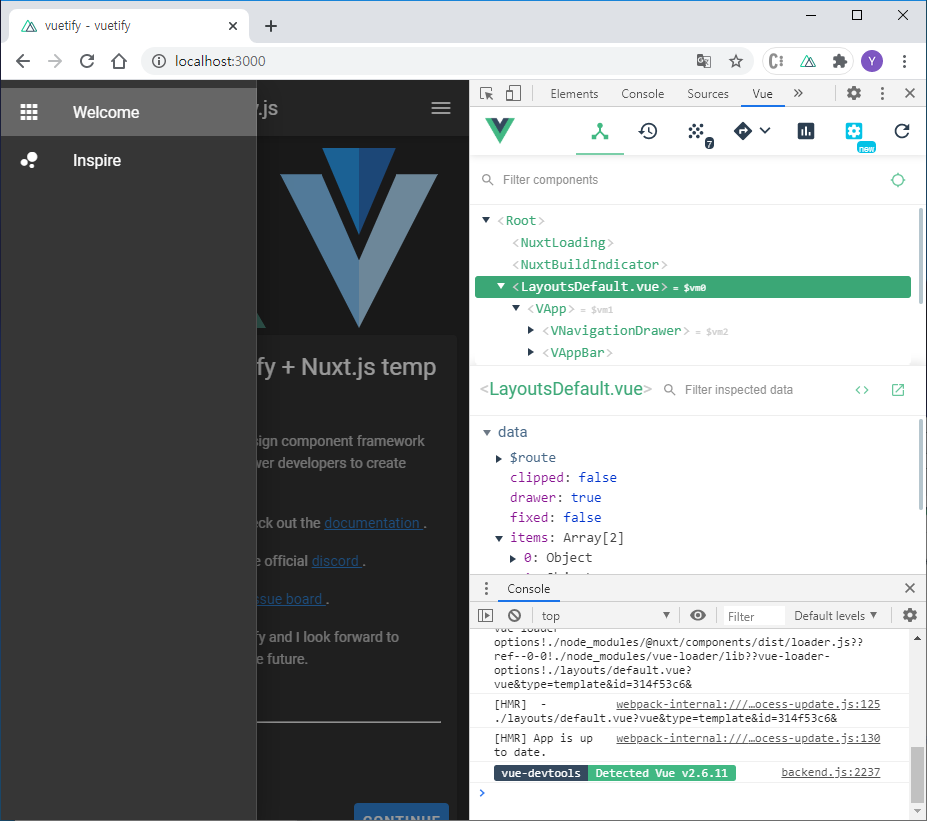 vuetify - vuetify
localhost:3000
Y
Welcome
Inspire
y.js
ify + Nuxt.js temp
sign component framework
wer developers to create
eck out the documentation .
e official discord .
ssue board .
fy and I look forward to
e future.
CONTINUE
Elements
Console
Sources
Vue
7
new
Filter components
<Root>
<NuxtLoading>
<NuxtBuildIndicator>
<LayoutsDefault.vue> = $vm0
<VApp> = $vm1
<VNavigationDrawer> = $vm2
<VAppBar>
<LayoutsDefault.vue>
Filter inspected data
data
$route
clipped: false
drawer: true
fixed: false
items: Array[2]
0: Object
Console
top
Filter
Default levels
vue-loader-
options!./node_modules/@nuxt/components/dist/loader.js??
ref--0-0!./node_modules/vue-loader/lib??vue-loader-
options!./layouts/default.vue?
vue&type=template&id=314f53c6&
[HMR]  - webpack-internal:///…ocess-update.js:125
./layouts/default.vue?vue&type=template&id=314f53c6&
[HMR] App is up webpack-internal:///…ocess-update.js:130
to date.
vue-devtools Detected Vue v2.6.11 backend.js:2237